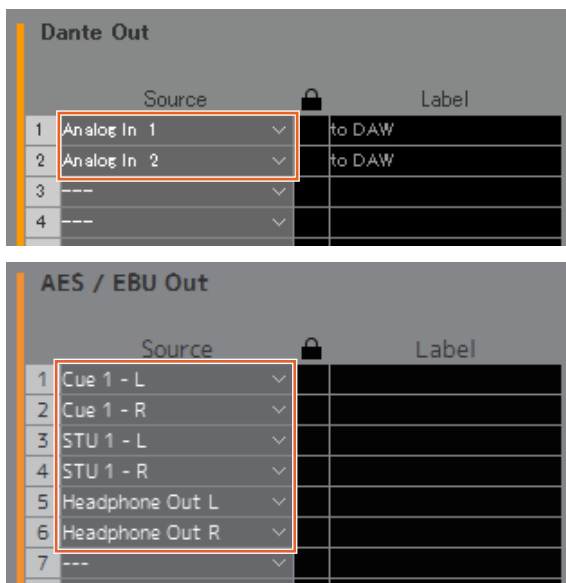 Dante Out
Source Label
1 Analog In 1 to DAW
2 Analog In 2 to DAW
3 ---
4 ---
AES / EBU Out
Source Label
1 Cue 1 - L
2 Cue 1 - R
3 STU 1 - L
4 STU 1 - R
5 Headphone Out L
6 Headphone Out R
7 ---